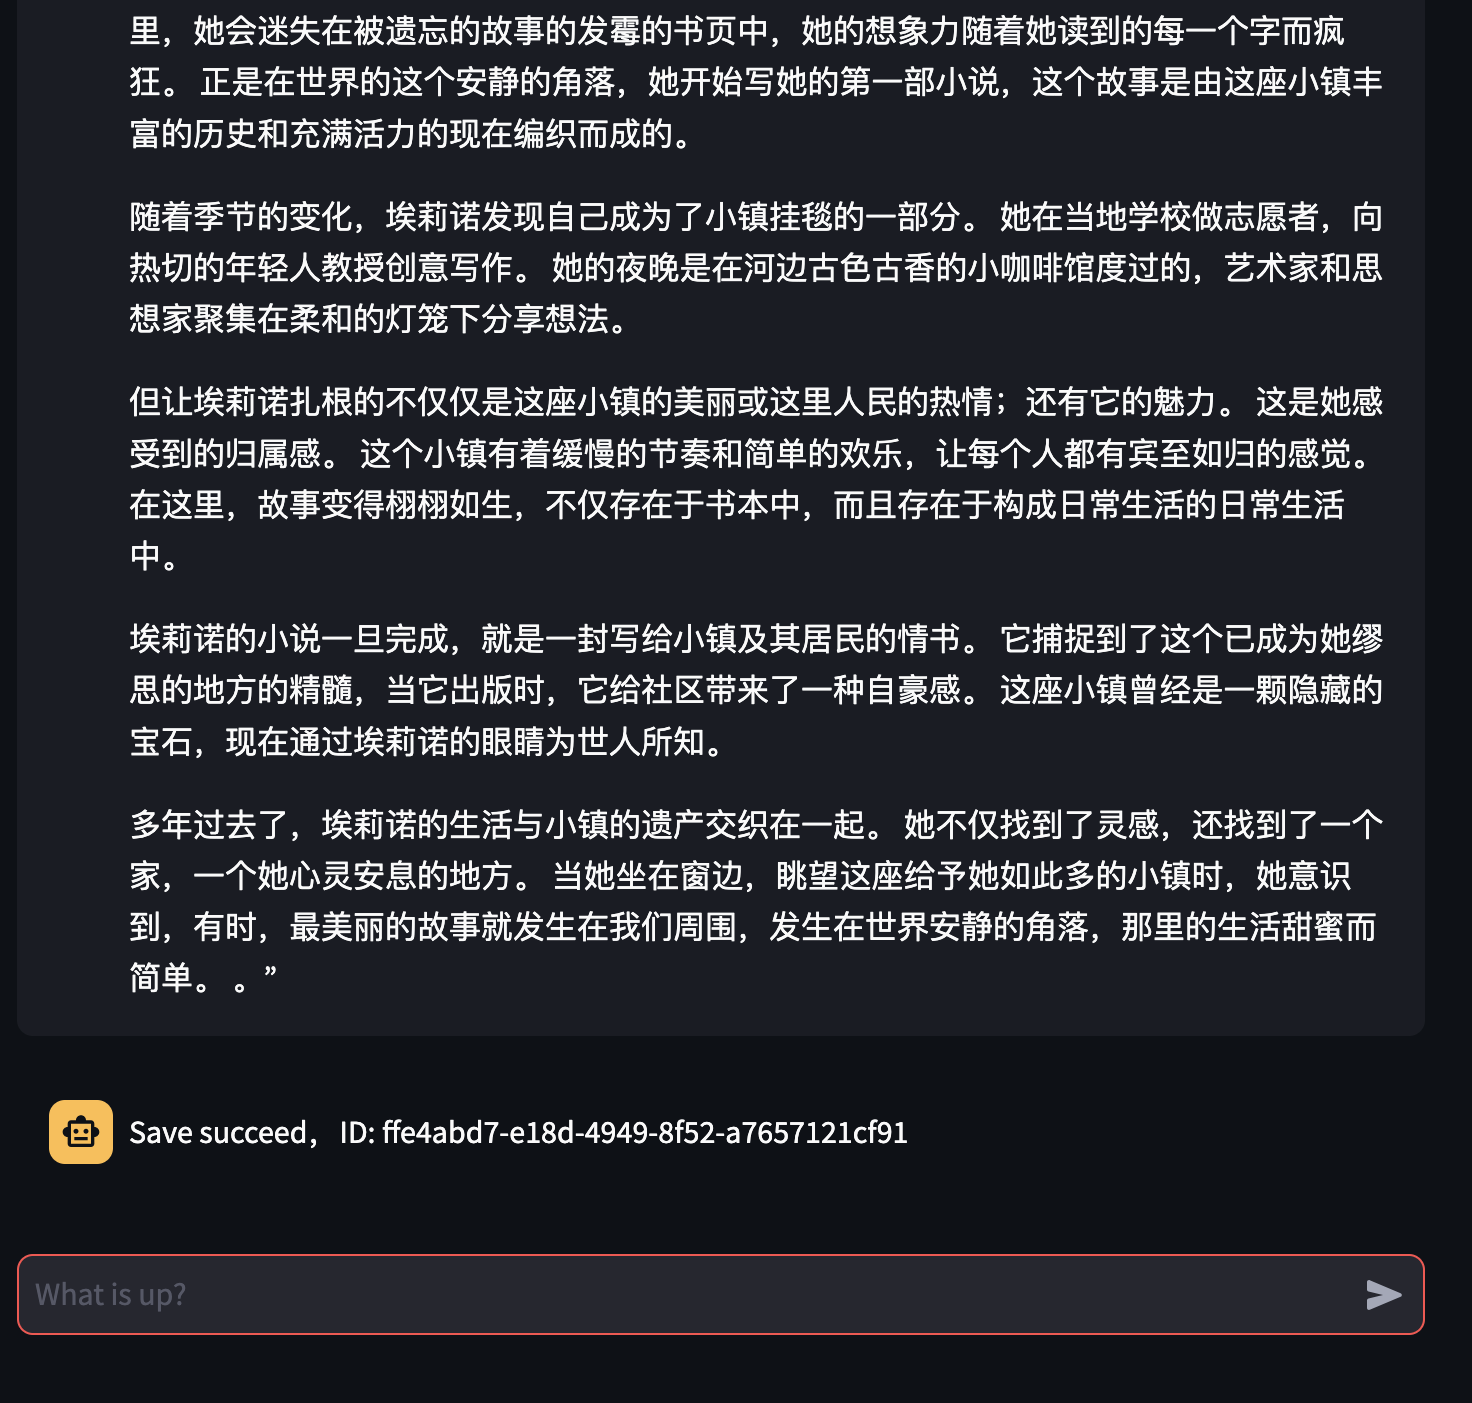 里，她会迷失在被遗忘的故事的发霉的书页中，她的想象力随着她读到的每一个字而疯
狂。 正是在世界的这个安静的角落，她开始写她的第一部小说，这个故事是由这座小镇丰
富的历史和充满活力的现在编织而成的。
随着季节的变化，埃莉诺发现自己成为了小镇挂毯的一部分。 她在当地学校做志愿者，向
热切的年轻人教授创意写作。 她的夜晚是在河边古色古香的小咖啡馆度过的，艺术家和思
想家聚集在柔和的灯笼下分享想法。
但让埃莉诺扎根的不仅仅是这座小镇的美丽或这里人民的热情；还有它的魅力。 这是她感
受到的归属感。 这个小镇有着缓慢的节奏和简单的欢乐，让每个人都有宾至如归的感觉。
在这里，故事变得栩栩如生，不仅存在于书本中，而且存在于构成日常生活的日常生活
中。
埃莉诺的小说一旦完成，就是一封写给小镇及其居民的情书。 它捕捉到了这个已成为她缪
思的地方的精髓，当它出版时，它给社区带来了一种自豪感。 这座小镇曾经是一颗隐藏的
宝石，现在通过埃莉诺的眼睛为世人所知。
多年过去了，埃莉诺的生活与小镇的遗产交织在一起。 她不仅找到了灵感，还找到了一个
家，一个她心灵安息的地方。 当她坐在窗边，眺望这座给予她如此多的小镇时，她意识
到，有时，最美丽的故事就发生在我们周围，发生在世界安静的角落，那里的生活甜蜜而
简单。 。”
Save succeed， ID: ffe4abd7-e18d-4949-8f52-a7657121cf91
What is up?